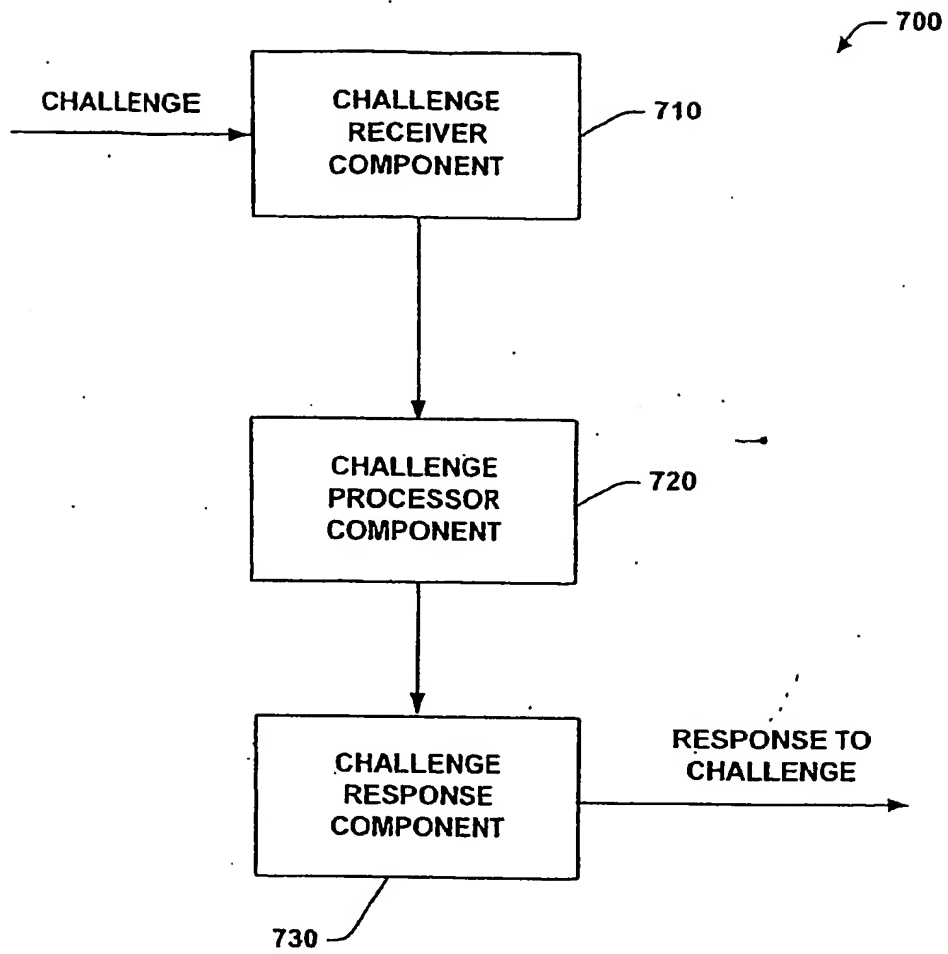 700
CHALLENGE
CHALLENGE
RECEIVER
COMPONENT
710
CHALLENGE
PROCESSOR
COMPONENT
720
CHALLENGE
RESPONSE
COMPONENT
RESPONSE TO
CHALLENGE
730